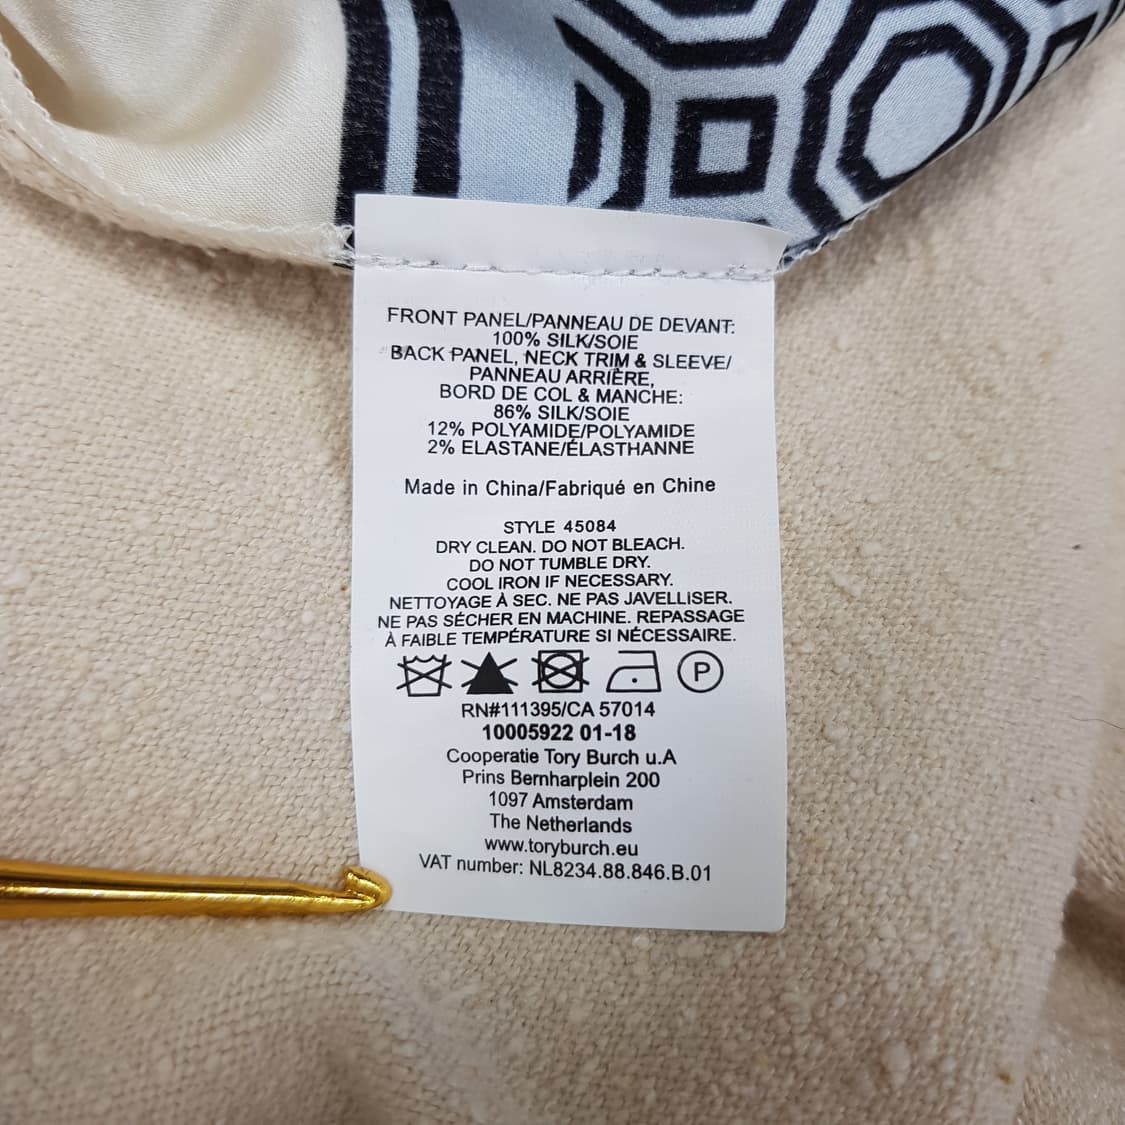 FRONT PANEL/PANNEAU DE DEVANT:
100% SILK/SOIE
BACK PANEL, NECK TRIM & SLEEVE/
PANNEAU ARRIÈRE,
BORD DE COL & MANCHE:
86% SILK/SOIE
12% POLYAMIDE/POLYAMIDE
2% ELASTANE/ÉLASTHANNE
Made in China/Fabriqué en Chine
STYLE 45084
DRY CLEAN. DO NOT BLEACH.
DO NOT TUMBLE DRY.
COOL IRON IF NECESSARY.
NETTOYAGE À SEC. NE PAS JAVELLISER.
NE PAS SÉCHER EN MACHINE. REPASSAGE
À FAIBLE TEMPÉRATURE SI NÉCESSAIRE.
P
RN#111395/CA 57014
10005922 01-18
Cooperatie Tory Burch u.A
Prins Bernharplein 200
1097 Amsterdam
The Netherlands
www.toryburch.eu
VAT number: NL8234.88.846.B.01